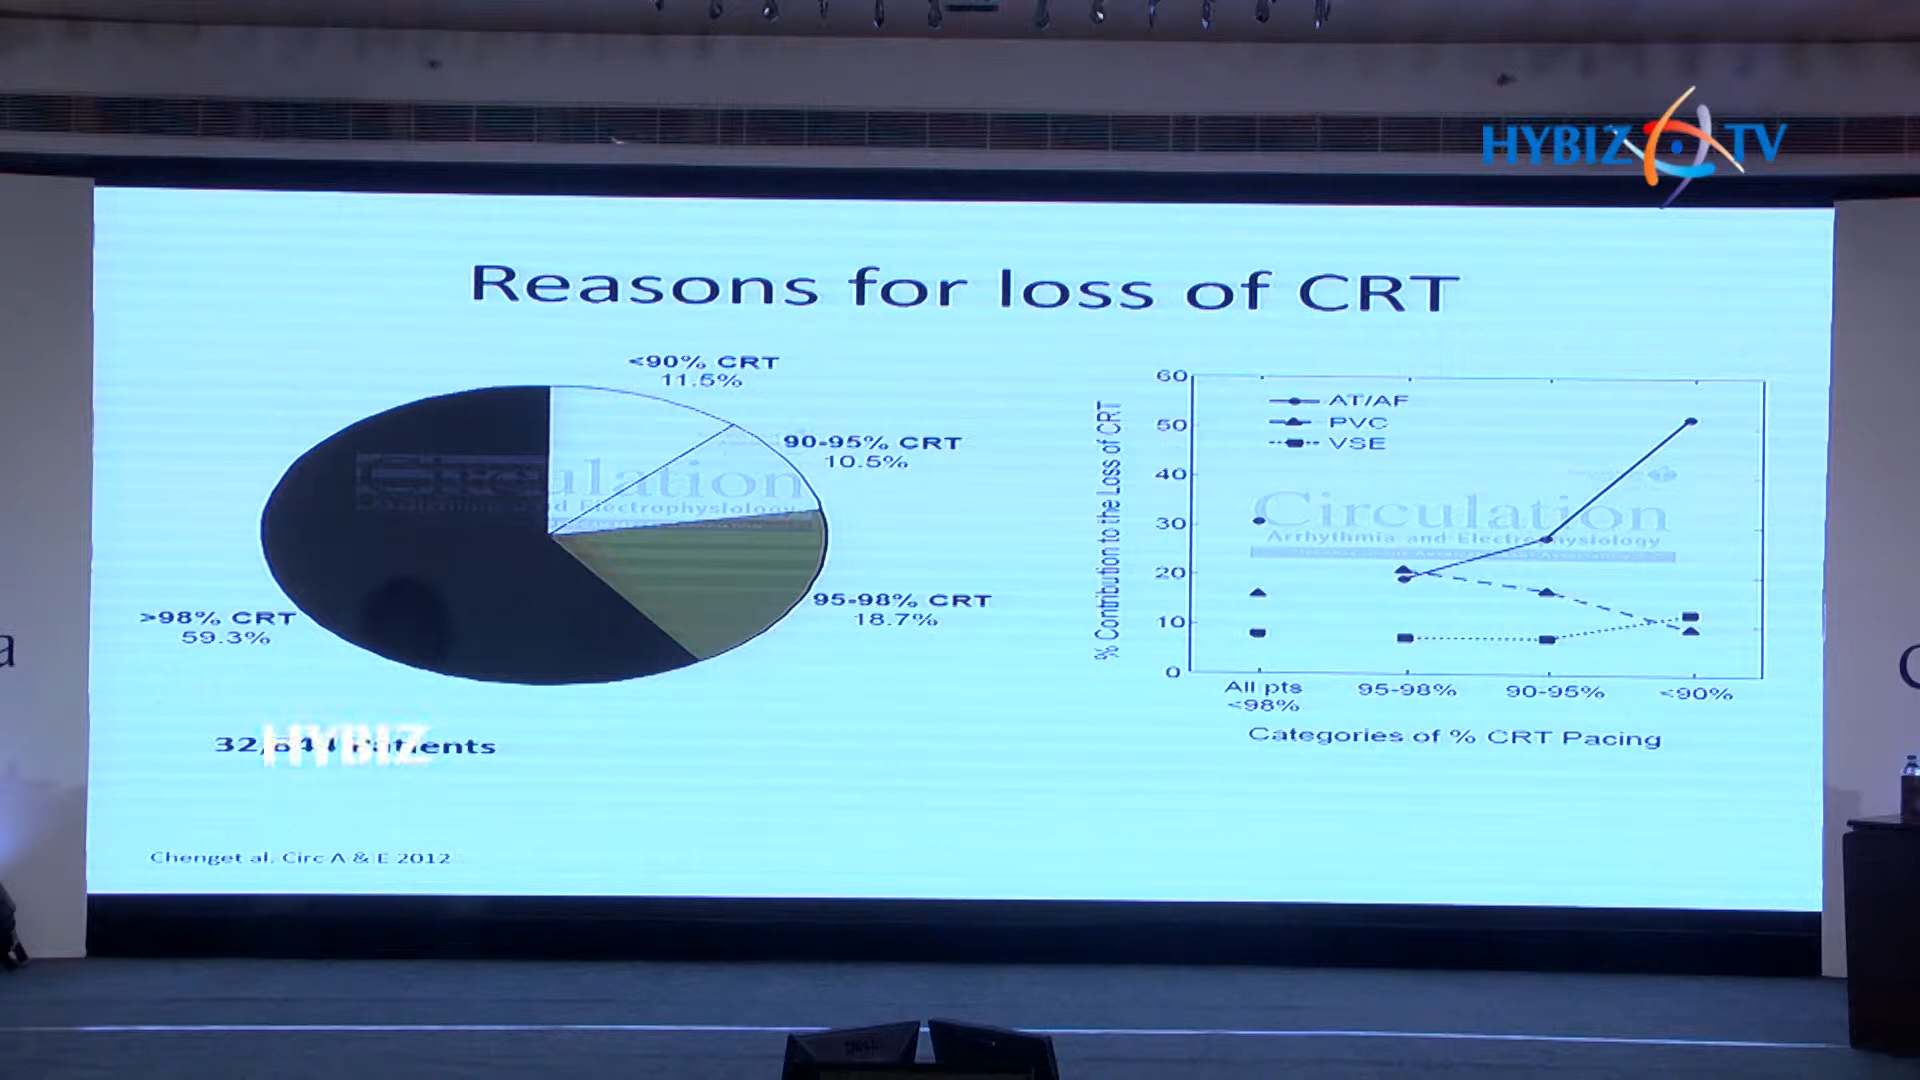 HYBIZ TV
Reasons for loss of CRT
<90% CRT
11.5%
90-95% CRT
10.5%
95-98% CRT
18.7%
>98% CRT
59.3%
Circulation
Electrophysiology
Patients
HYBIZ
Chenget al. Circ A & E 2012
60
50
40
30
20
10
0
% Contribution to the Loss of CRT
AT/AF
PVC
VSE
Circulation
Arrhythmia and Electrophysiology
All pts
<98%
95-98%
90-95%
<90%
Categories of % CRT Pacing
a